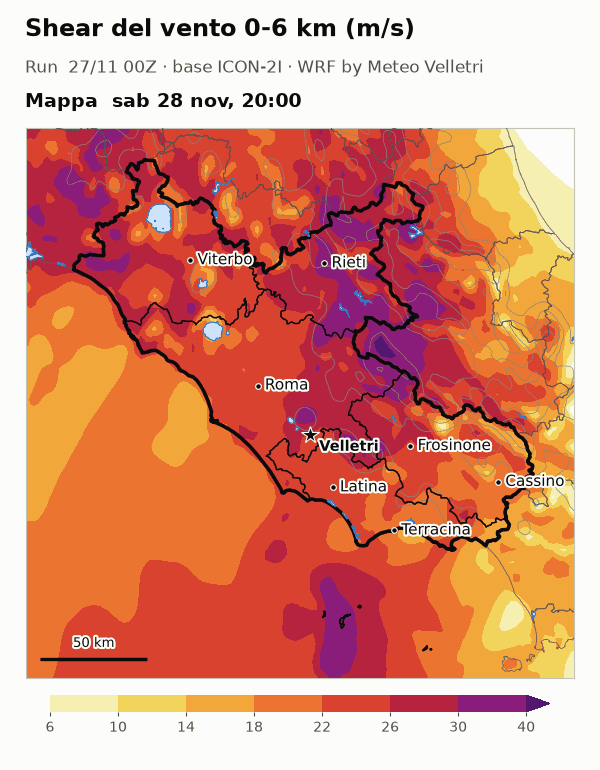 Shear del vento 0-6 km (m/s)
Run  27/11 00Z · base ICON-2I · WRF by Meteo Velletri
Mappa  sab 28 nov, 20:00
Viterbo
Rieti
Roma
Velletri
Frosinone
Cassino
Latina
Terracina
50 km
6 10 14 18 22 26 30 40